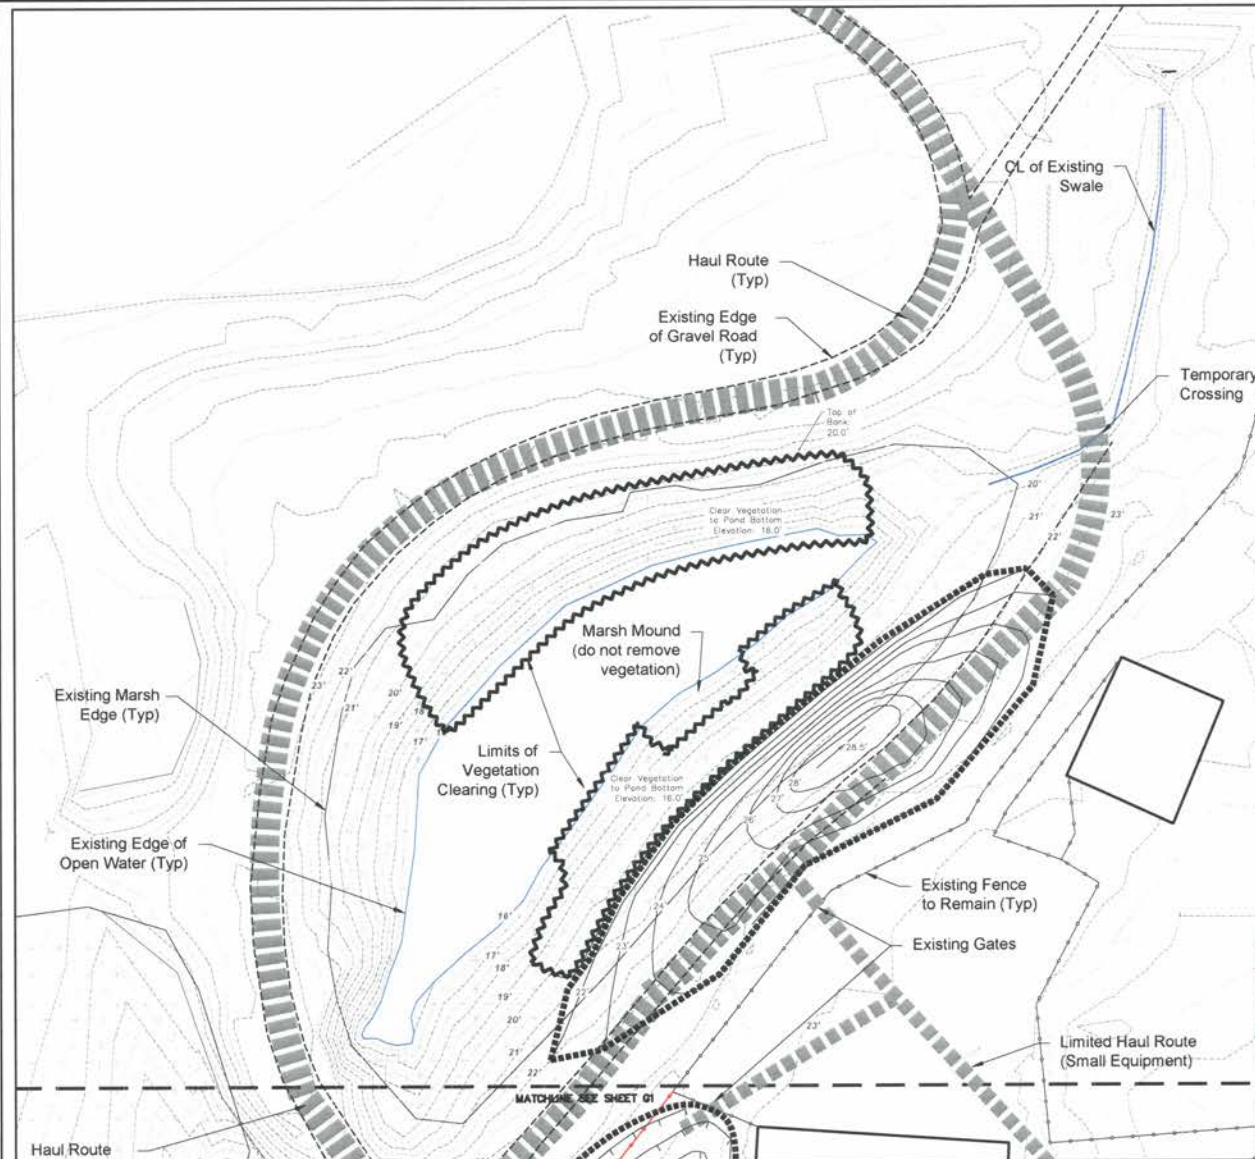 CL of Existing
Swale
Haul Route
(Typ)
Existing Edge
of Gravel Road
(Typ)
Temporary
Crossing
Top of
Bank:
20.0'
20'
21'
22'
23'
Clear Vegetation
to Pond Bottom
Elevation: 18.0'
Marsh Mound
(do not remove
vegetation)
22'
23'
21'
20'
19'
18'
17'
Existing Marsh
Edge (Typ)
Limits of
Vegetation
Clearing (Typ)
Clear Vegetation
to Pond Bottom
Elevation: 16.0'
28.5'
28'
27'
26'
25'
24'
23'
22'
Existing Edge of
Open Water (Typ)
Existing Fence
to Remain (Typ)
Existing Gates
16'
17'
18'
19'
20'
21'
22'
23'
Limited Haul Route
(Small Equipment)
MATCHLINE SEE SHEET G1
Haul Route